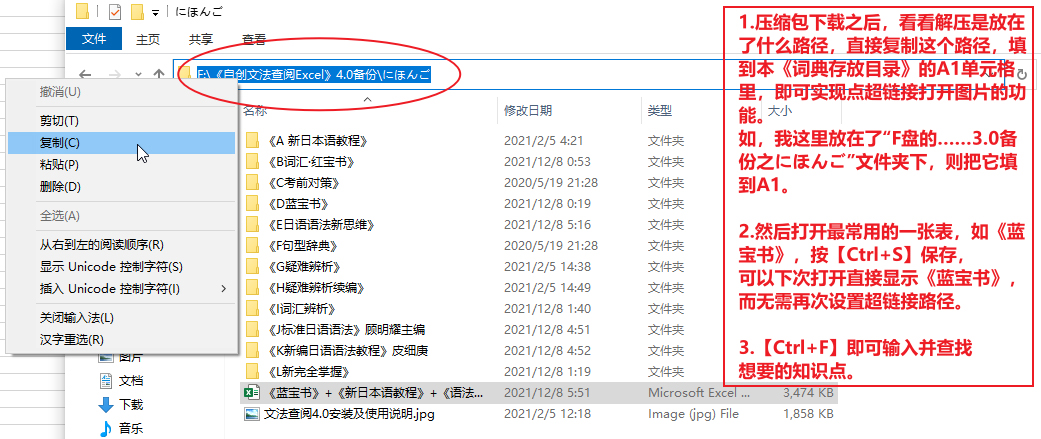 にほんご
文件
主页
共享
查看
F:\《自创文法查阅Excel》4.0备份\にほんご
撤消(U)
剪切(T)
复制(C)
粘贴(P)
删除(D)
全选(A)
从右到左的阅读顺序(R)
显示 Unicode 控制字符(S)
插入 Unicode 控制字符(I)
关闭输入法(L)
汉字重选(R)
图片
文档
下载
音乐
名称 修改日期 类型 大小
《A 新日本语教程》 2021/2/5 4:21 文件夹
《B词汇·红宝书》 2021/12/8 0:53 文件夹
《C考前对策》 2020/5/19 21:28 文件夹
《D蓝宝书》 2021/12/8 0:19 文件夹
《E日语语法新思维》 2021/12/8 5:16 文件夹
《F句型辞典》 2020/5/19 21:28 文件夹
《G疑难辨析》 2021/2/5 14:38 文件夹
《H疑难辨析续编》 2021/2/5 14:49 文件夹
《I词汇辨析》 2021/12/8 1:40 文件夹
《J标准日语语法》顾明耀主编 2021/12/8 4:51 文件夹
《K新编日语语法教程》皮细庚 2021/12/8 4:52 文件夹
《L新完全掌握》 2021/12/8 1:19 文件夹
《蓝宝书》+《新日本语教程》+《语法... 2021/12/8 5:51 Microsoft Excel ... 3,474 KB
文法查阅4.0安装及使用说明.jpg 2021/2/5 12:18 Image (jpg) File 1,858 KB
1.压缩包下载之后，看看解压是放在
了什么路径，直接复制这个路径，填
到本《词典存放目录》的A1单元格
里，即可实现点超链接打开图片的功
能。
如，我这里放在了“F盘的……3.0备
份之にほんご”文件夹下，则把它填
到A1。
2.然后打开最常用的一张表，如《蓝
宝书》，按【Ctrl+S】保存，
可以下次打开直接显示《蓝宝书》，
而无需再次设置超链接路径。
3.【Ctrl+F】即可输入并查找
想要的知识点。